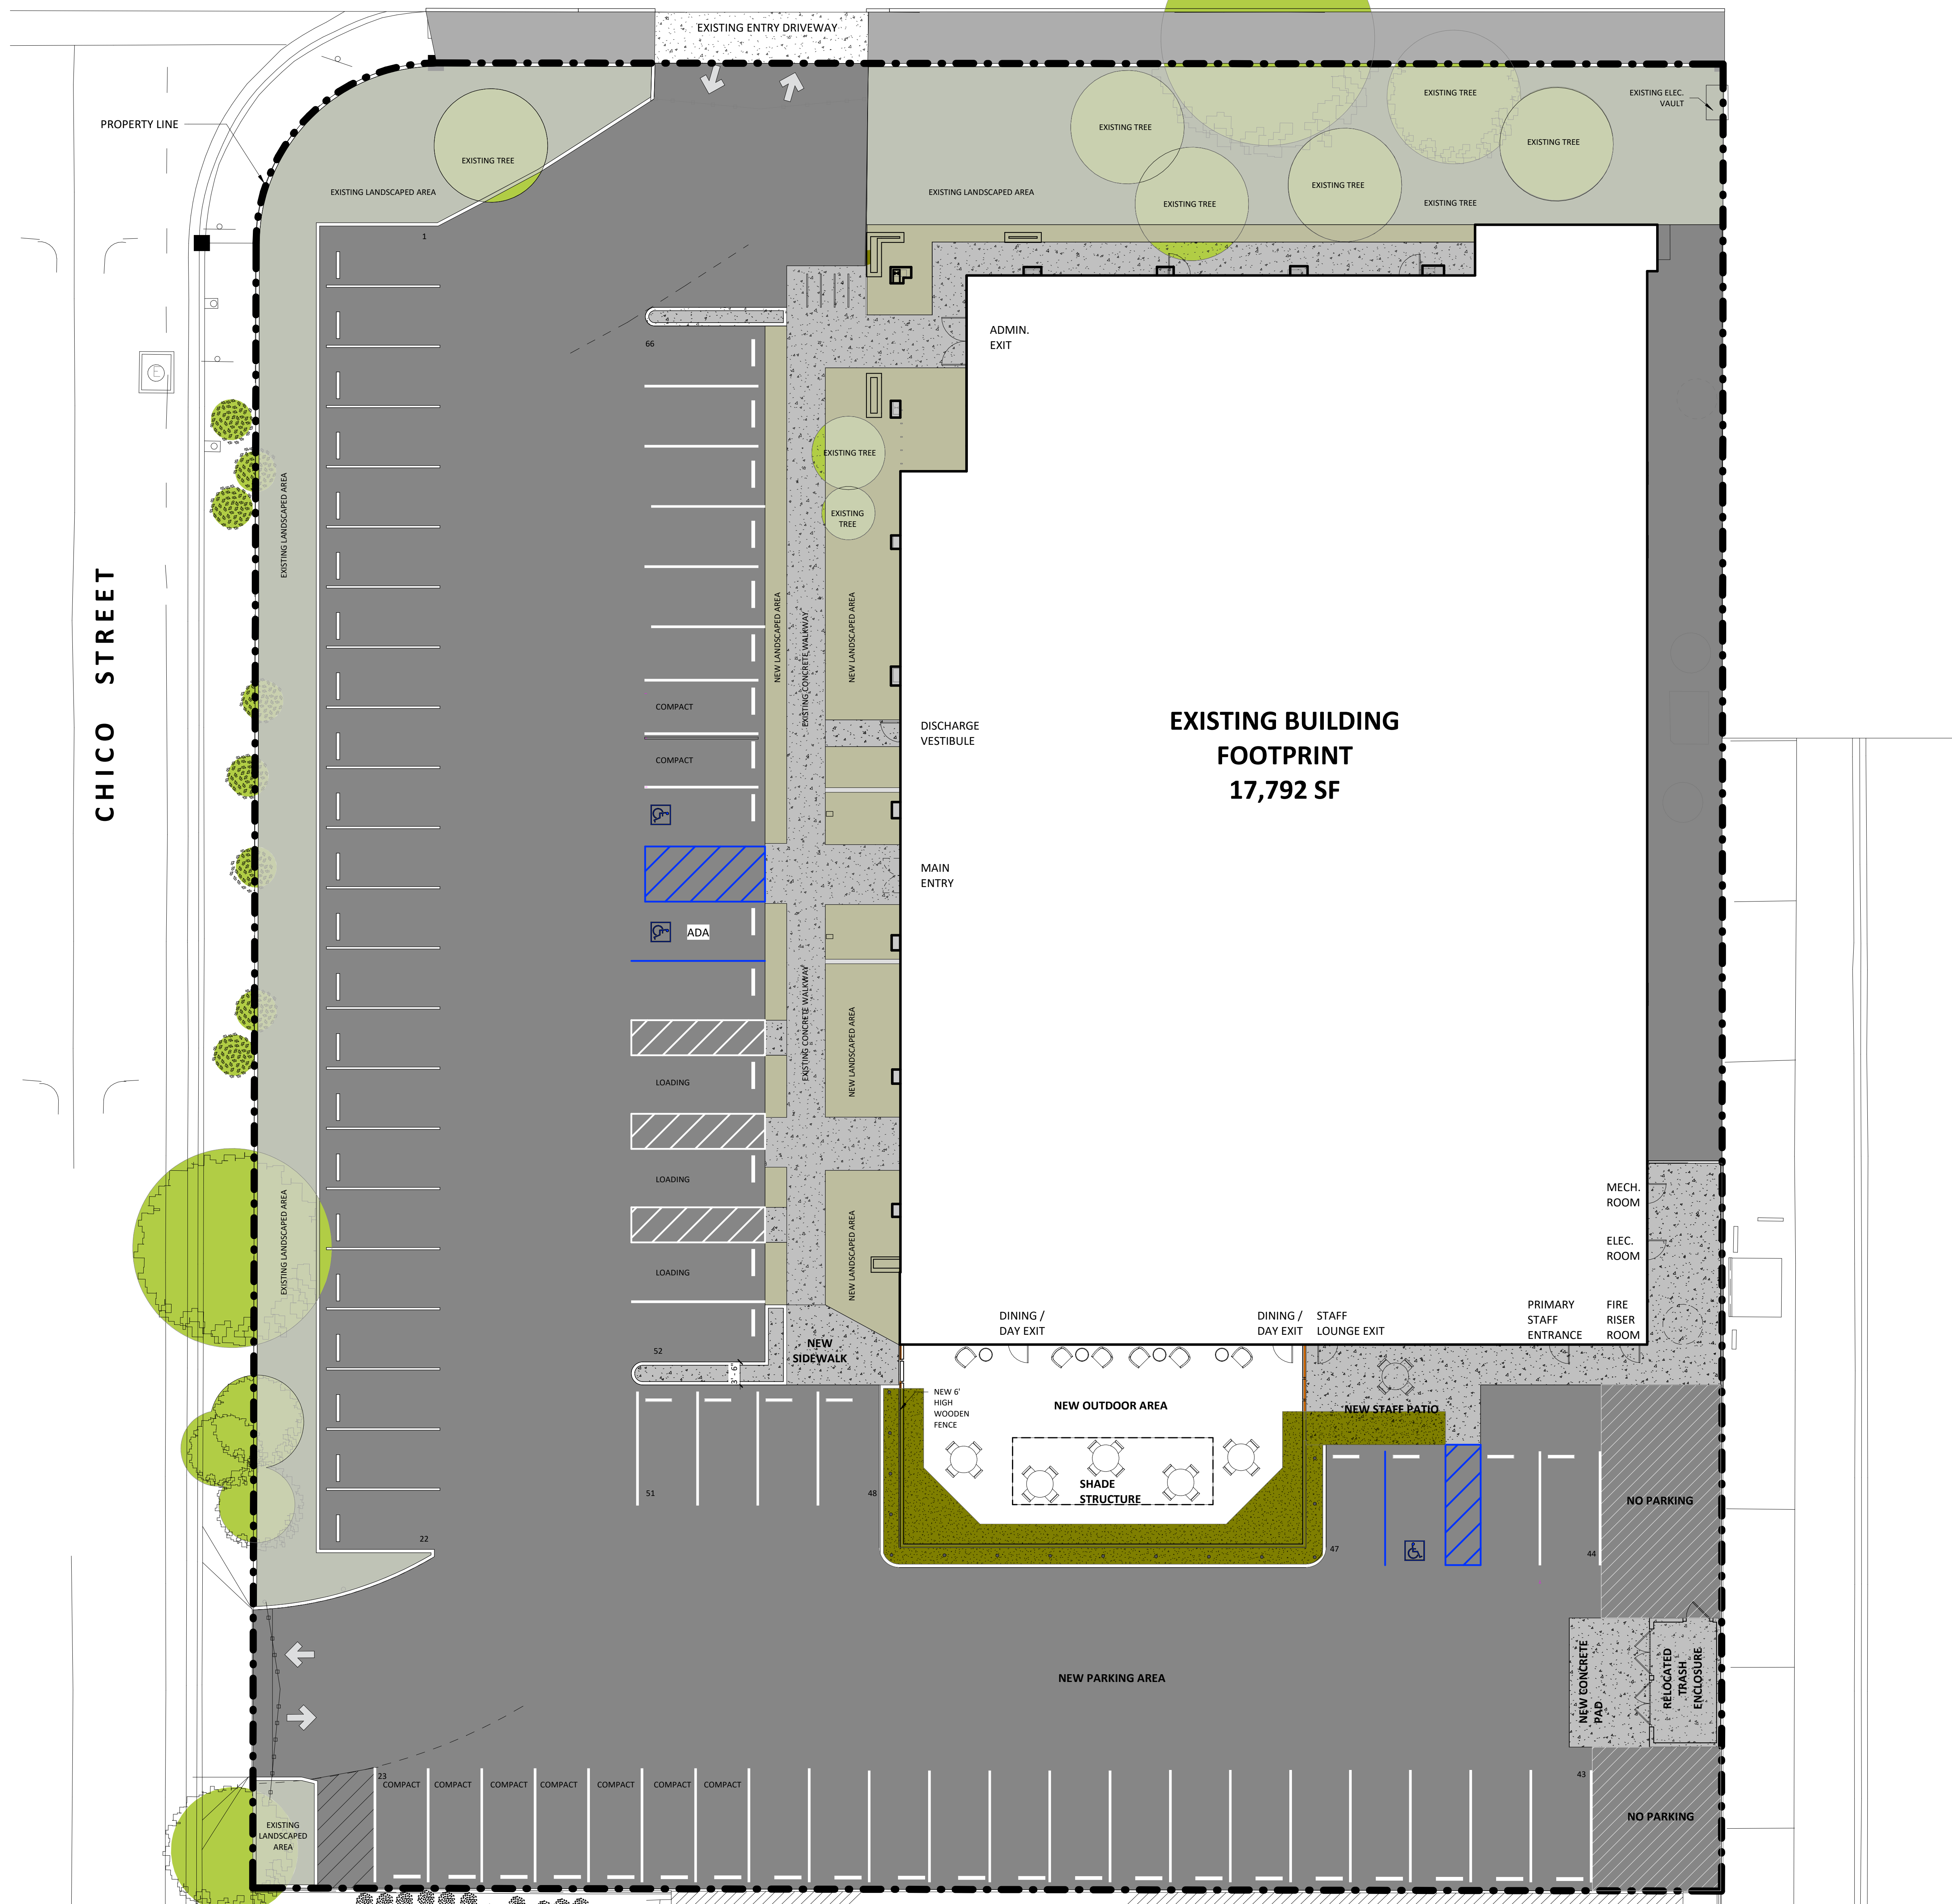 EXISTING ENTRY DRIVEWAY
PROPERTY LINE
EXISTING TREE
EXISTING LANDSCAPED AREA
1
EXISTING TREE
EXISTING TREE
EXISTING TREE
EXISTING TREE
EXISTING TREE
EXISTING TREE
EXISTING LANDSCAPED AREA
EXISTING ELEC.
VAULT
66
ADMIN.
EXIT
E
EXISTING TREE
EXISTING
TREE
EXISTING LANDSCAPED AREA
CHICO STREET
NEW LANDSCAPED AREA
EXISTING CONCRETE WALKWAY
NEW LANDSCAPED AREA
COMPACT
COMPACT
DISCHARGE
VESTIBULE
EXISTING BUILDING
FOOTPRINT
17,792 SF
MAIN
ENTRY
ADA
EXISTING CONCRETE WALKWAY
NEW LANDSCAPED AREA
LOADING
LOADING
LOADING
EXISTING LANDSCAPED AREA
NEW LANDSCAPED AREA
MECH.
ROOM
ELEC.
ROOM
DINING /
DAY EXIT
DINING /
DAY EXIT
STAFF
LOUNGE EXIT
PRIMARY
STAFF
ENTRANCE
FIRE
RISER
ROOM
NEW
SIDEWALK
52
3' - 6"
NEW 6'
HIGH
WOODEN
FENCE
NEW OUTDOOR AREA
NEW STAFF PATIO
SHADE
STRUCTURE
51
48
47
44
22
NO PARKING
NEW PARKING AREA
NEW CONCRETE
PAD
RELOCATED
TRASH
ENCLOSURE
23
COMPACT
COMPACT
COMPACT
COMPACT
COMPACT
COMPACT
COMPACT
43
NO PARKING
EXISTING
LANDSCAPED
AREA